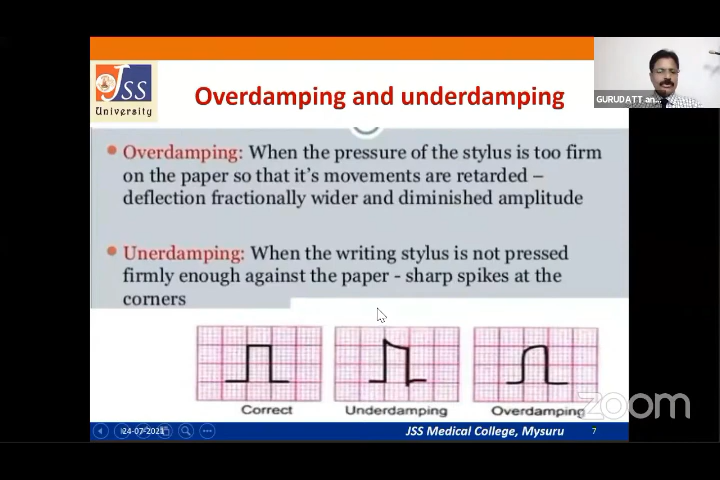 JSS
University
Overdamping and underdamping
GURUDATT an
• Overdamping: When the pressure of the stylus is too firm
on the paper so that it's movements are retarded –
deflection fractionally wider and diminished amplitude
• Unerdamping: When the writing stylus is not pressed
firmly enough against the paper - sharp spikes at the
corners
Correct
Underdamping
Overdamping
zoom
24-07-2021
JSS Medical College, Mysuru
7